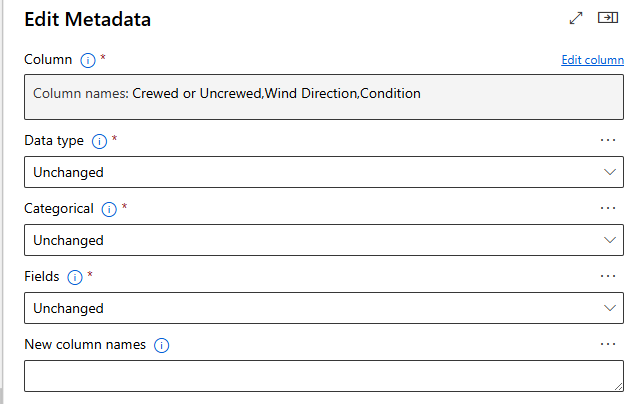 Edit Metadata
Column * Edit column
Column names: Crewed or Uncrewed,Wind Direction,Condition
Data type *
Unchanged
Categorical *
Unchanged
Fields *
Unchanged
New column names